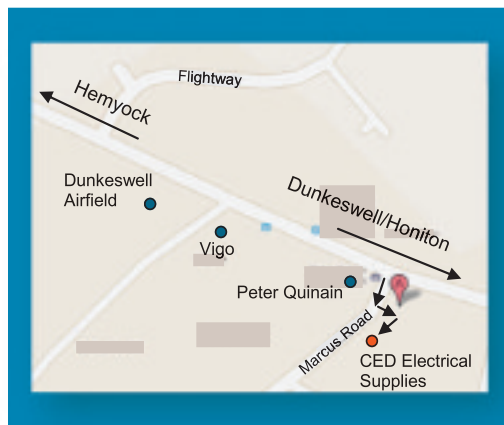 Flightway
Hemyock
Dunkeswell
Airfield
Dunkeswell/Honiton
Vigo
Peter Quinain
Marcus Road
CED Electrical
Supplies